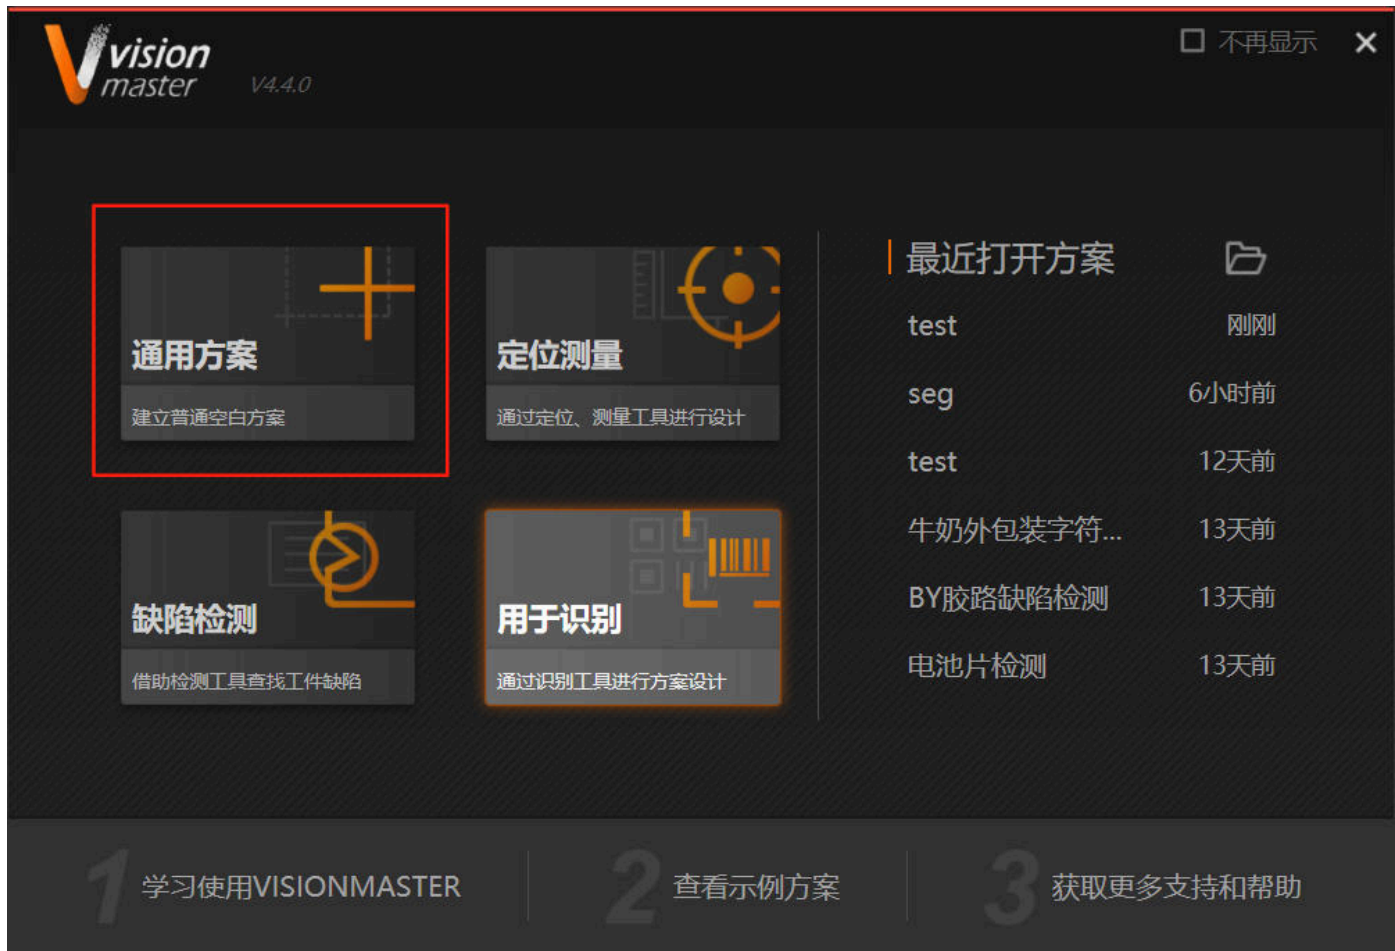 vision
master V4.4.0
不再显示
通用方案
建立普通空白方案
定位测量
通过定位、测量工具进行设计
缺陷检测
借助检测工具查找工件缺陷
用于识别
通过识别工具进行方案设计
最近打开方案
test 刚刚
seg 6小时前
test 12天前
牛奶外包装字符... 13天前
BY胶路缺陷检测 13天前
电池片检测 13天前
1 学习使用VISIONMASTER
2 查看示例方案
3 获取更多支持和帮助